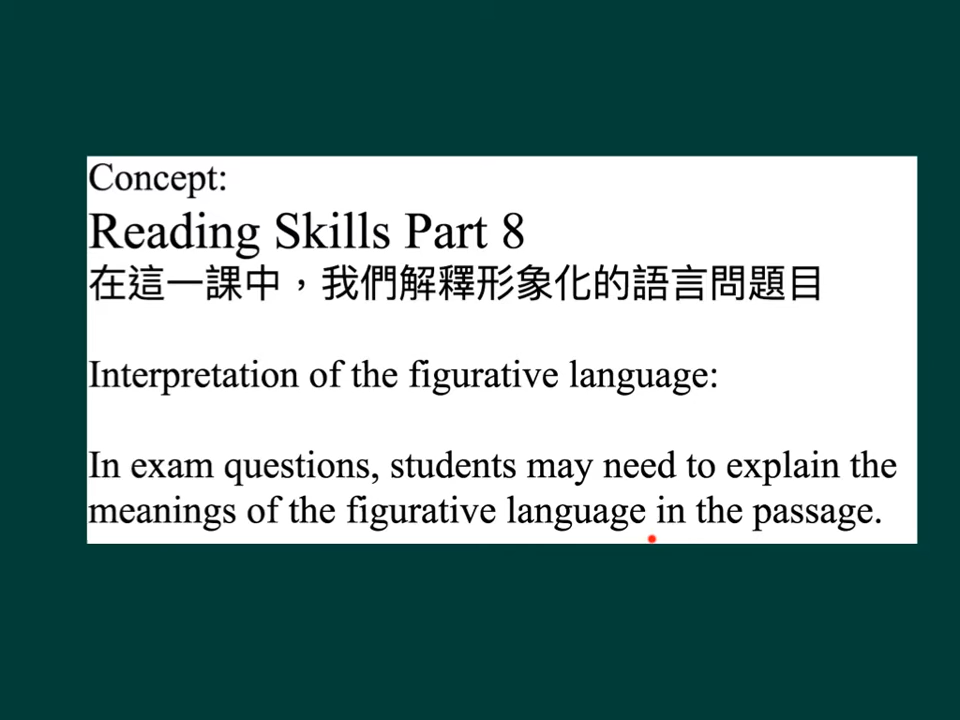 Concept:
Reading Skills Part 8
在這一課中，我們解釋形象化的語言問題目
Interpretation of the figurative language:
In exam questions, students may need to explain the
meanings of the figurative language in the passage.